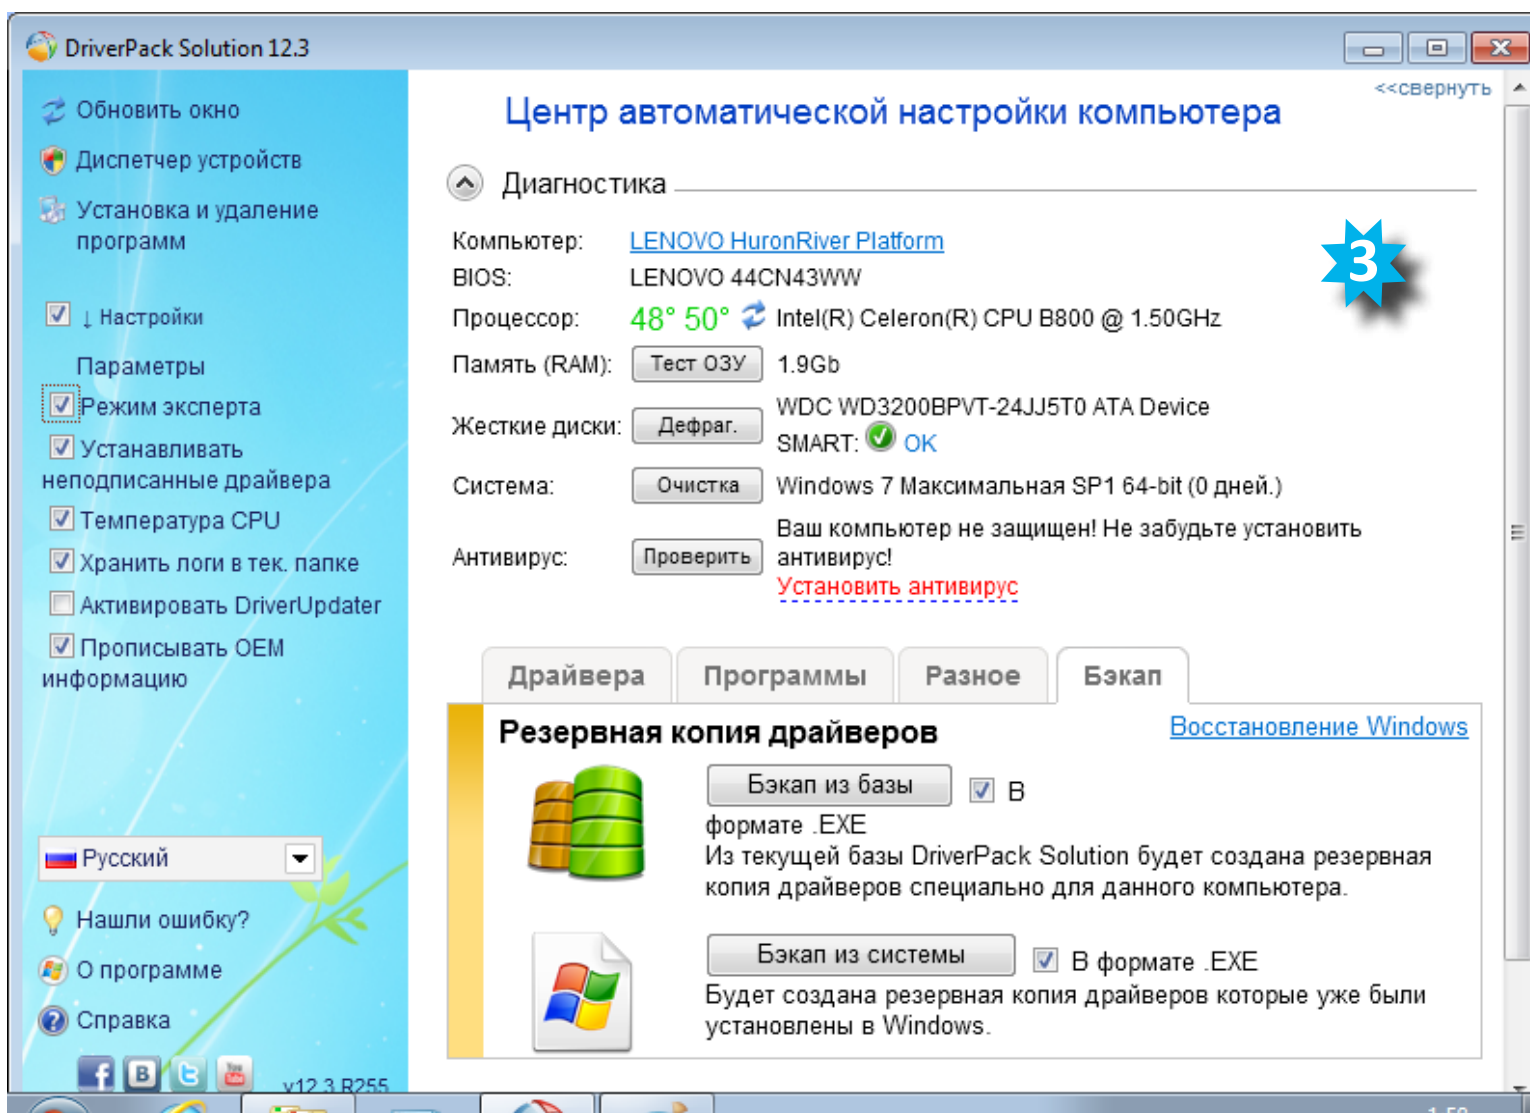 DriverPack Solution 12.3
Обновить окно
Диспетчер устройств
Установка и удаление
программ
↓ Настройки
Параметры
Режим эксперта
Устанавливать
неподписанные драйвера
Температура CPU
Хранить логи в тек. папке
Активировать DriverUpdater
Прописывать OEM
информацию
Русский
Нашли ошибку?
О программе
Справка
v12.3 R255
<<свернуть
Центр автоматической настройки компьютера
Диагностика
3
Компьютер: LENOVO HuronRiver Platform
BIOS: LENOVO 44CN43WW
Процессор: 48° 50° Intel(R) Celeron(R) CPU B800 @ 1.50GHz
Память (RAM): Тест ОЗУ 1.9Gb
Жесткие диски: Дефраг. WDC WD3200BPVT-24JJ5T0 ATA Device
SMART: OK
Система: Очистка Windows 7 Максимальная SP1 64-bit (0 дней.)
Антивирус: Проверить Ваш компьютер не защищен! Не забудьте установить
антивирус!
Установить антивирус
Драйвера Программы Разное Бэкап
Резервная копия драйверов Восстановление Windows
Бэкап из базы В
формате .EXE
Из текущей базы DriverPack Solution будет создана резервная
копия драйверов специально для данного компьютера.
Бэкап из системы В формате .EXE
Будет создана резервная копия драйверов которые уже были
установлены в Windows.